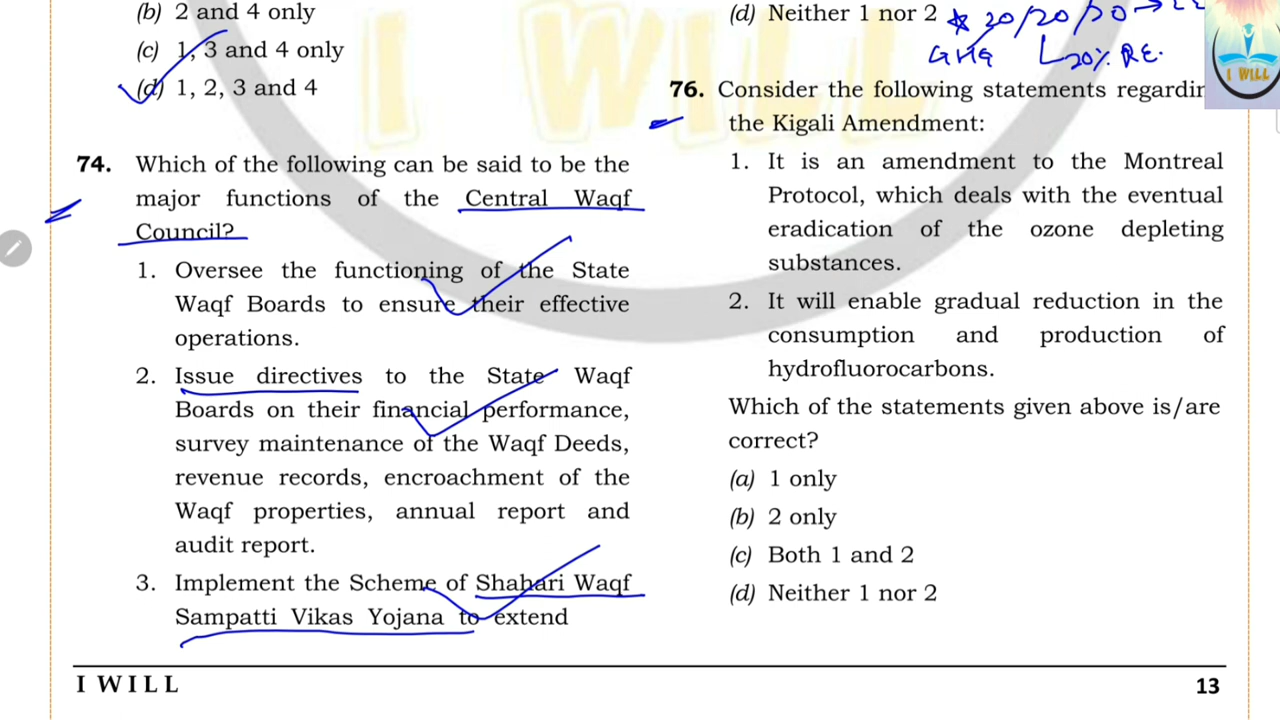 (b) 2 and 4 only
(c) 1, 3 and 4 only
(d) 1, 2, 3 and 4
74. Which of the following can be said to be the
major functions of the Central Waqf
Council?
1. Oversee the functioning of the State
Waqf Boards to ensure their effective
operations.
2. Issue directives to the State Waqf
Boards on their financial performance,
survey maintenance of the Waqf Deeds,
revenue records, encroachment of the
Waqf properties, annual report and
audit report.
3. Implement the Scheme of Shahari Waqf
Sampatti Vikas Yojana to extend
(d) Neither 1 nor 2
20/20/20
GHG
20% RE.
I WILL
76. Consider the following statements regardin
the Kigali Amendment:
1. It is an amendment to the Montreal
Protocol, which deals with the eventual
eradication of the ozone depleting
substances.
2. It will enable gradual reduction in the
consumption and production of
hydrofluorocarbons.
Which of the statements given above is/are
correct?
(a) 1 only
(b) 2 only
(c) Both 1 and 2
(d) Neither 1 nor 2
I WILL
I WILL
13